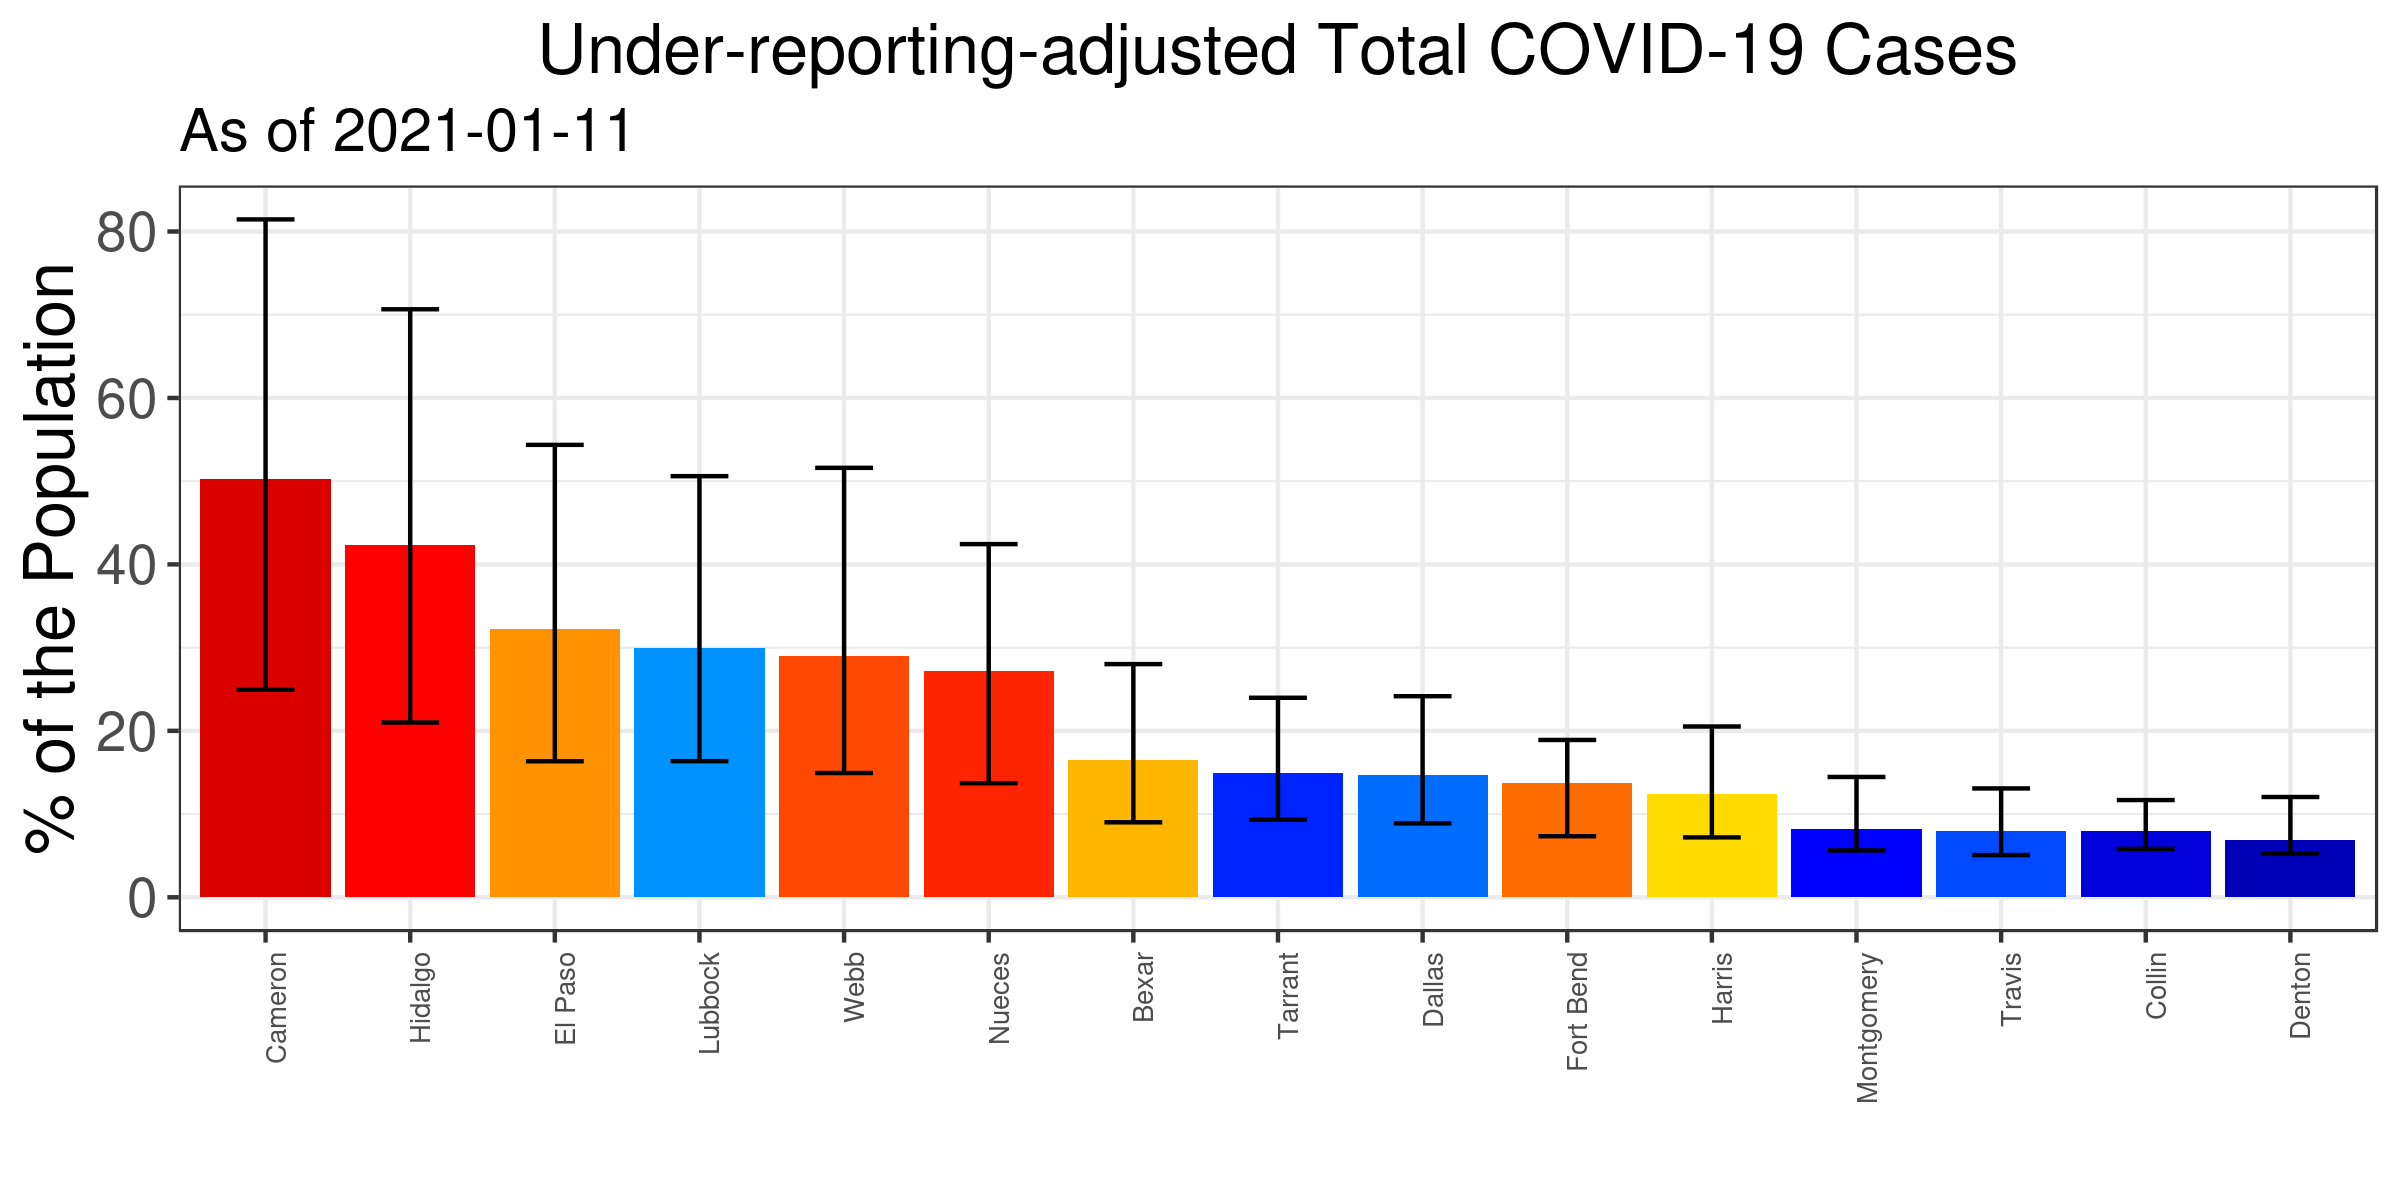 Under-reporting-adjusted Total COVID-19 Cases
As of 2021-01-11
% of the Population
80
60
40
20
0
Cameron
Hidalgo
El Paso
Lubbock
Webb
Nueces
Bexar
Tarrant
Dallas
Fort Bend
Harris
Montgomery
Travis
Collin
Denton